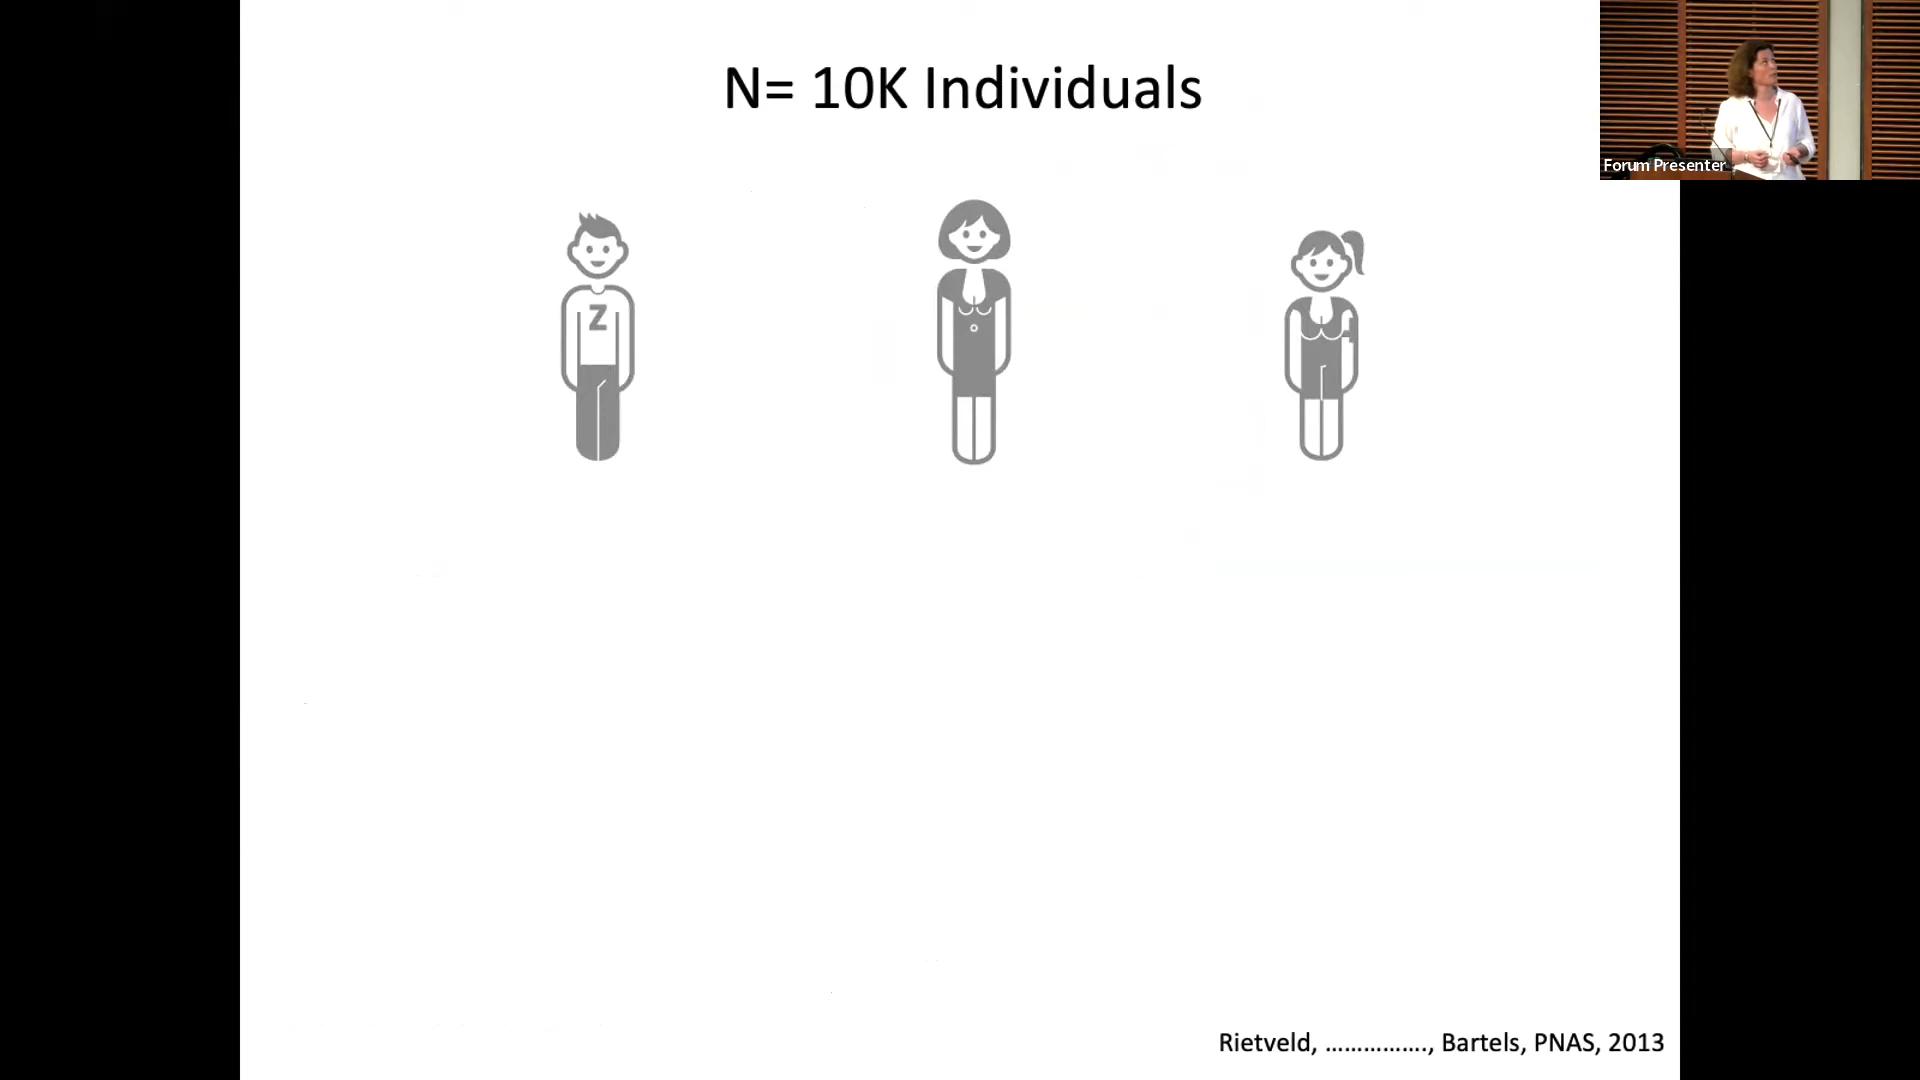 N= 10K Individuals
Forum Presenter
Z
Rietveld, ……………., Bartels, PNAS, 2013